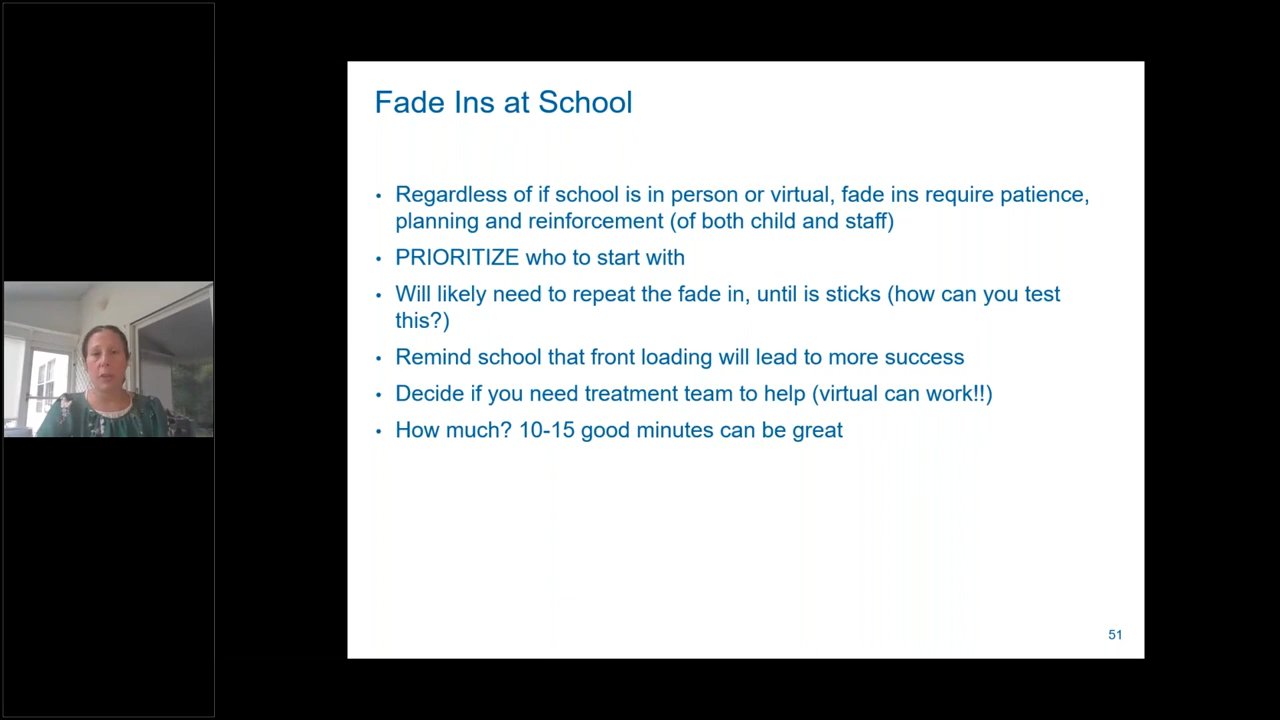 Fade Ins at School
• Regardless of if school is in person or virtual, fade ins require patience,
planning and reinforcement (of both child and staff)
• PRIORITIZE who to start with
• Will likely need to repeat the fade in, until is sticks (how can you test
this?)
• Remind school that front loading will lead to more success
• Decide if you need treatment team to help (virtual can work!!)
• How much? 10-15 good minutes can be great
51